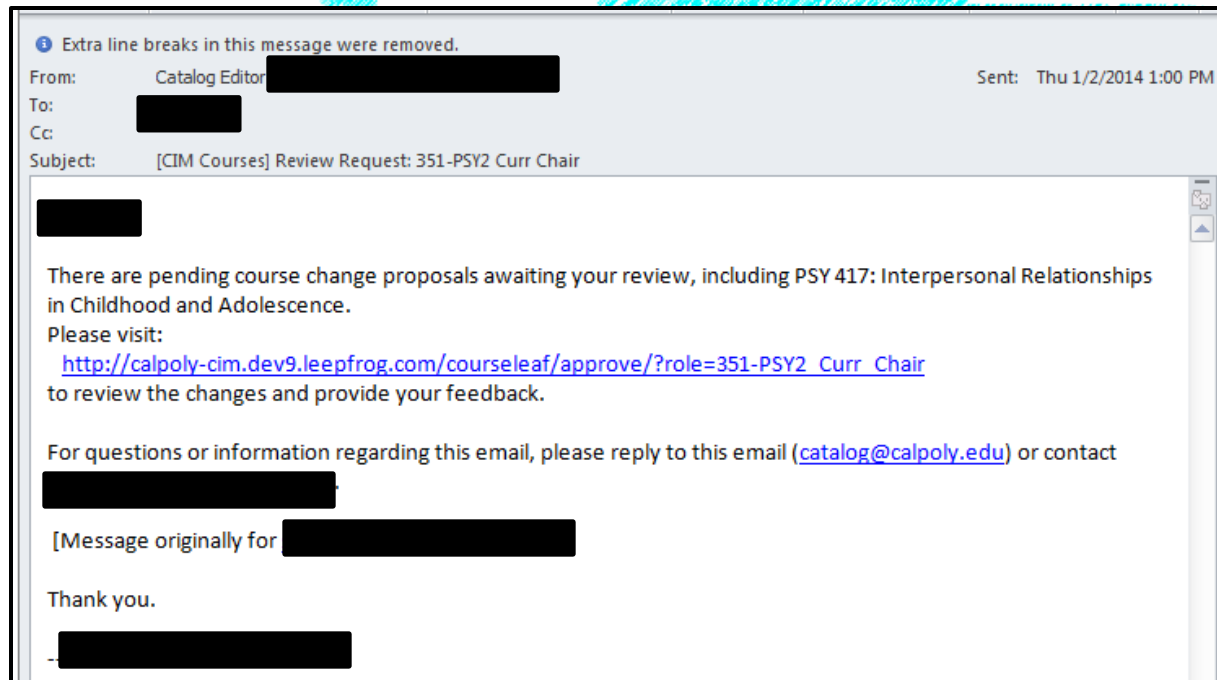 Extra line breaks in this message were removed.
From: Catalog Editor Sent: Thu 1/2/2014 1:00 PM
To:
Cc:
Subject: [CIM Courses] Review Request: 351-PSY2 Curr Chair
There are pending course change proposals awaiting your review, including PSY 417: Interpersonal Relationships
in Childhood and Adolescence.
Please visit:
http://calpoly-cim.dev9.leepfrog.com/courseleaf/approve/?role=351-PSY2_Curr_Chair
to review the changes and provide your feedback.
For questions or information regarding this email, please reply to this email (catalog@calpoly.edu) or contact
.
[Message originally for
Thank you.
--